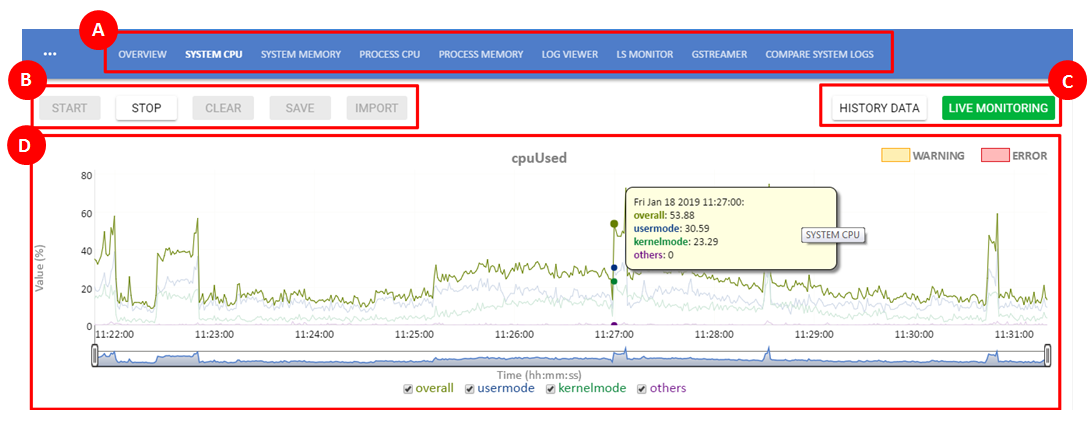 A
... OVERVIEW SYSTEM CPU SYSTEM MEMORY PROCESS CPU PROCESS MEMORY LOG VIEWER LS MONITOR GSTREAMER COMPARE SYSTEM LOGS
B
C
START STOP CLEAR SAVE IMPORT HISTORY DATA LIVE MONITORING
D
cpuUsed
WARNING ERROR
80
60
40
20
0
Value (%)
Fri Jan 18 2019 11:27:00:
overall: 53.88
usermode: 30.59
kernelmode: 23.29
others: 0
SYSTEM CPU
11:22:00 11:23:00 11:24:00 11:25:00 11:26:00 11:27:00 11:28:00 11:29:00 11:30:00 11:31:00
Time (hh:mm:ss)
overall usermode kernelmode others